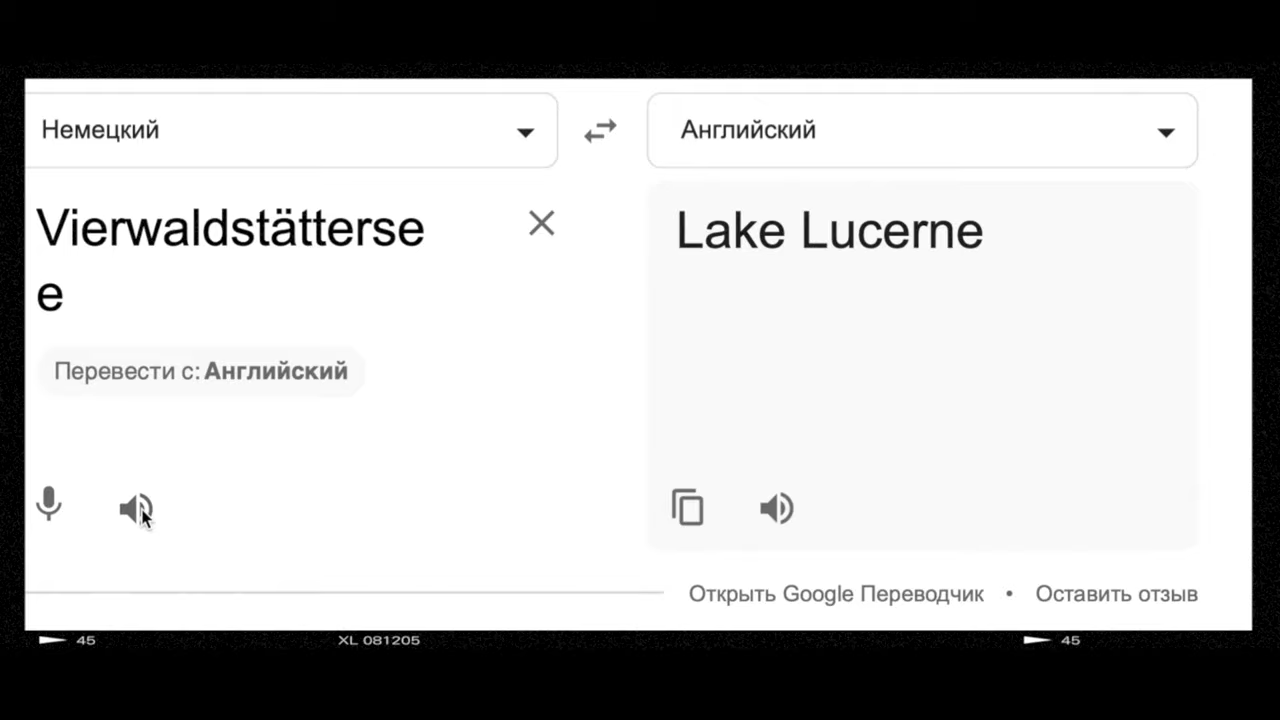 Немецкий
Английский
Vierwaldstätterse
e
Lake Lucerne
Перевести с: Английский
Открыть Google Переводчик • Оставить отзыв
45
XL 081205
45